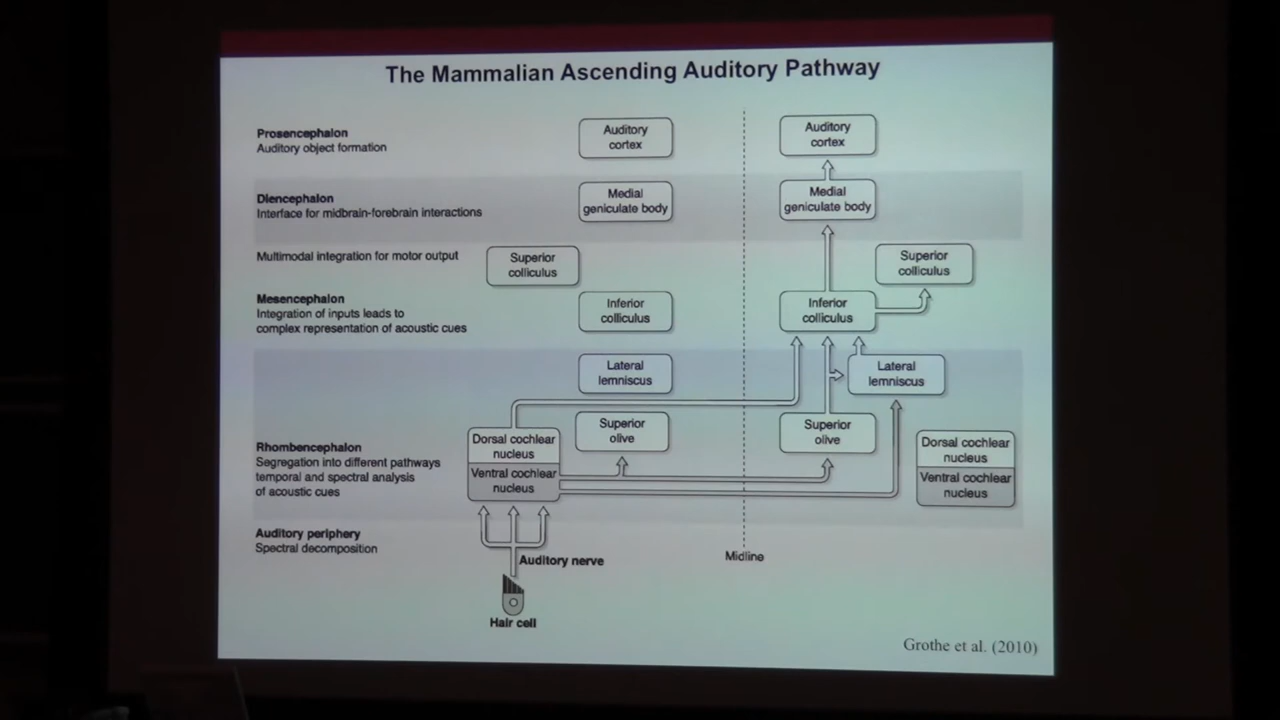 The Mammalian Ascending Auditory Pathway
Prosencephalon
Auditory object formation
Auditory
cortex
Auditory
cortex
Diencephalon
Interface for midbrain-forebrain interactions
Medial
geniculate body
Medial
geniculate body
Multimodal integration for motor output
Superior
colliculus
Superior
colliculus
Mesencephalon
Integration of inputs leads to
complex representation of acoustic cues
Inferior
colliculus
Inferior
colliculus
Lateral
lemniscus
Lateral
lemniscus
Superior
olive
Superior
olive
Rhombencephalon
Segregation into different pathways
temporal and spectral analysis
of acoustic cues
Dorsal cochlear
nucleus
Ventral cochlear
nucleus
Dorsal cochlear
nucleus
Ventral cochlear
nucleus
Auditory periphery
Spectral decomposition
Auditory nerve
Midline
Hair cell
Grothe et al. (2010)